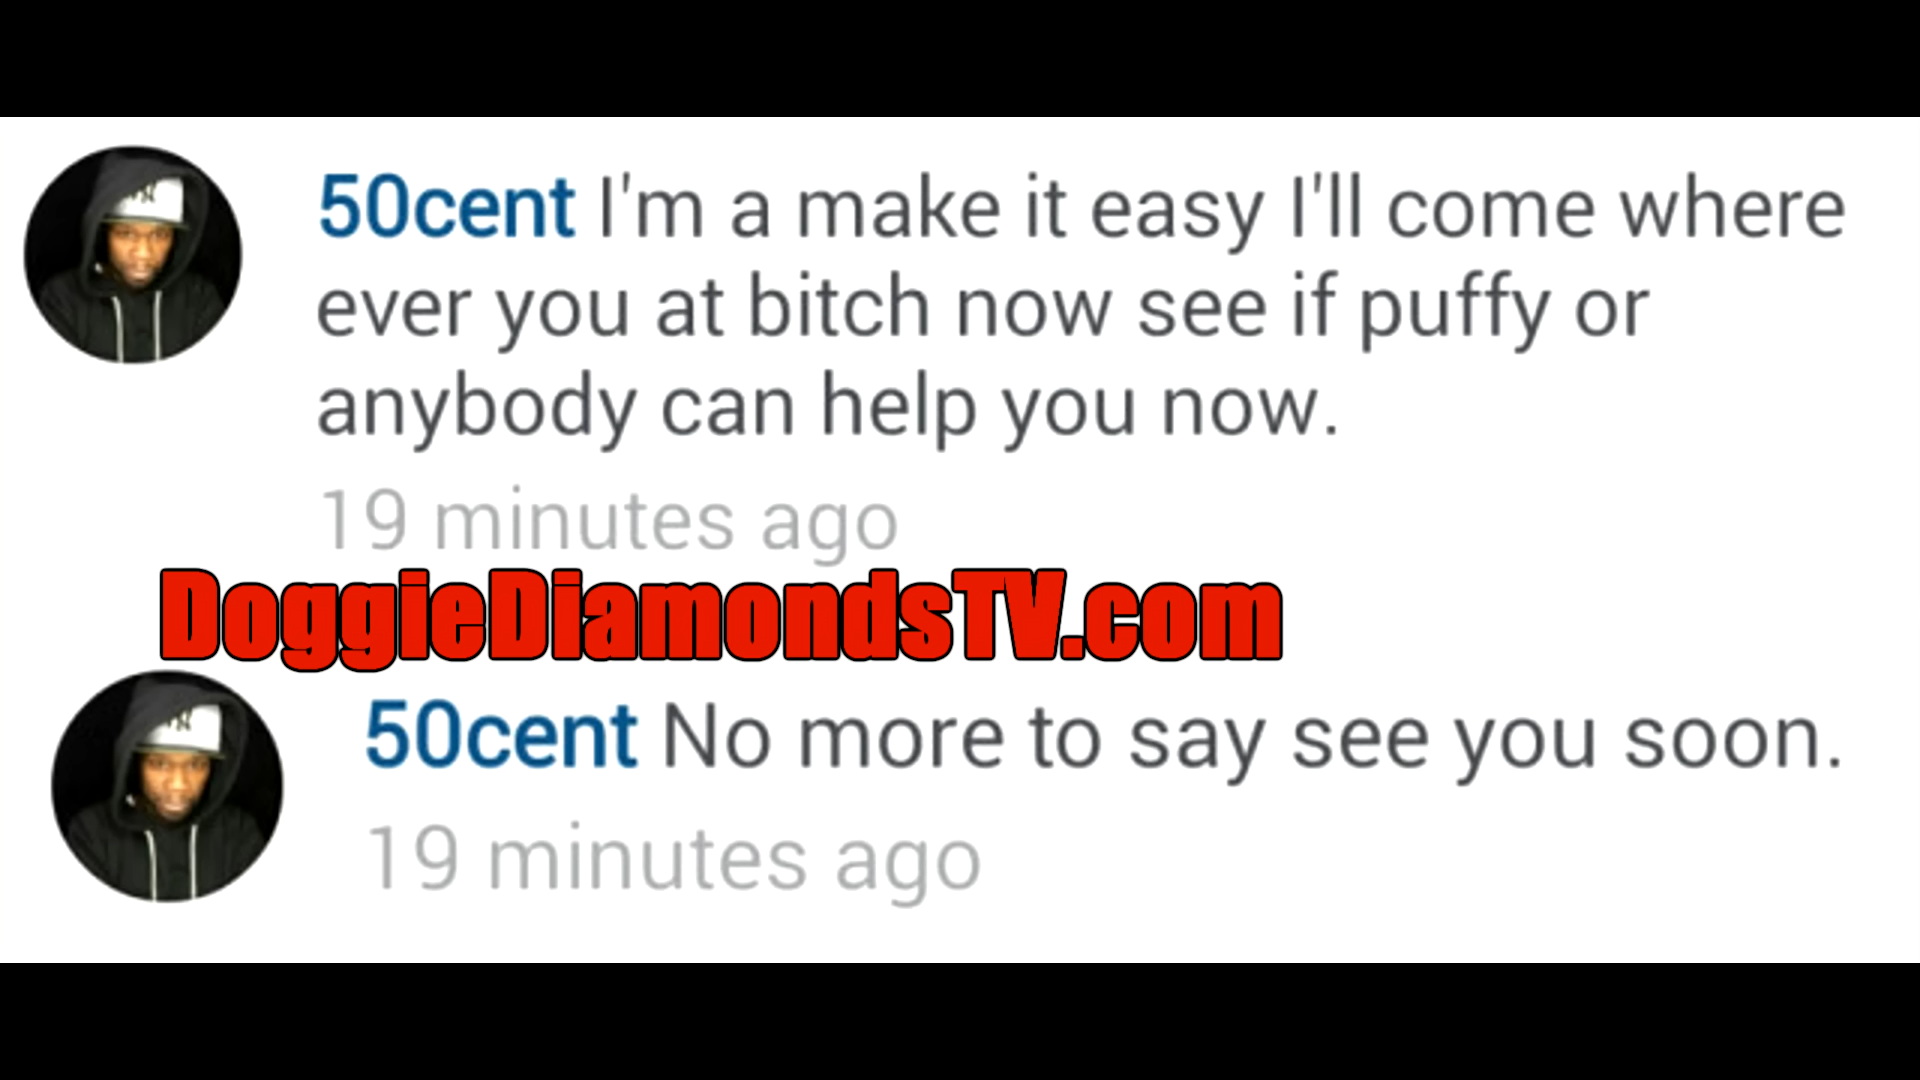 50cent I'm a make it easy I'll come where
ever you at bitch now see if puffy or
anybody can help you now.
19 minutes ago
DoggieDiamondsTV.com
50cent No more to say see you soon.
19 minutes ago